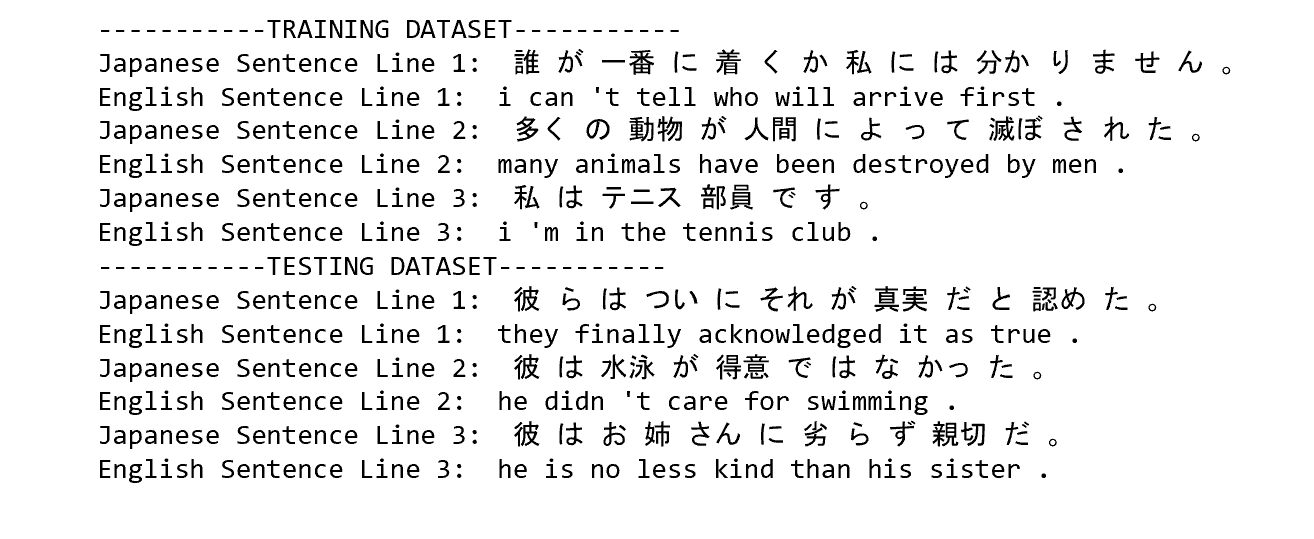 -----------TRAINING DATASET-----------
Japanese Sentence Line 1:  誰 が 一番 に 着 く か 私 に は 分か り ま せ ん 。
English Sentence Line 1:  i can 't tell who will arrive first .
Japanese Sentence Line 2:  多く の 動物 が 人間 に よ っ て 滅ぼ さ れ た 。
English Sentence Line 2:  many animals have been destroyed by men .
Japanese Sentence Line 3:  私 は テニス 部員 で す 。
English Sentence Line 3:  i 'm in the tennis club .
-----------TESTING DATASET-----------
Japanese Sentence Line 1:  彼 ら は つい に それ が 真実 だ と 認め た 。
English Sentence Line 1:  they finally acknowledged it as true .
Japanese Sentence Line 2:  彼 は 水泳 が 得意 で は な かっ た 。
English Sentence Line 2:  he didn 't care for swimming .
Japanese Sentence Line 3:  彼 は お 姉 さん に 劣 ら ず 親切 だ 。
English Sentence Line 3:  he is no less kind than his sister .